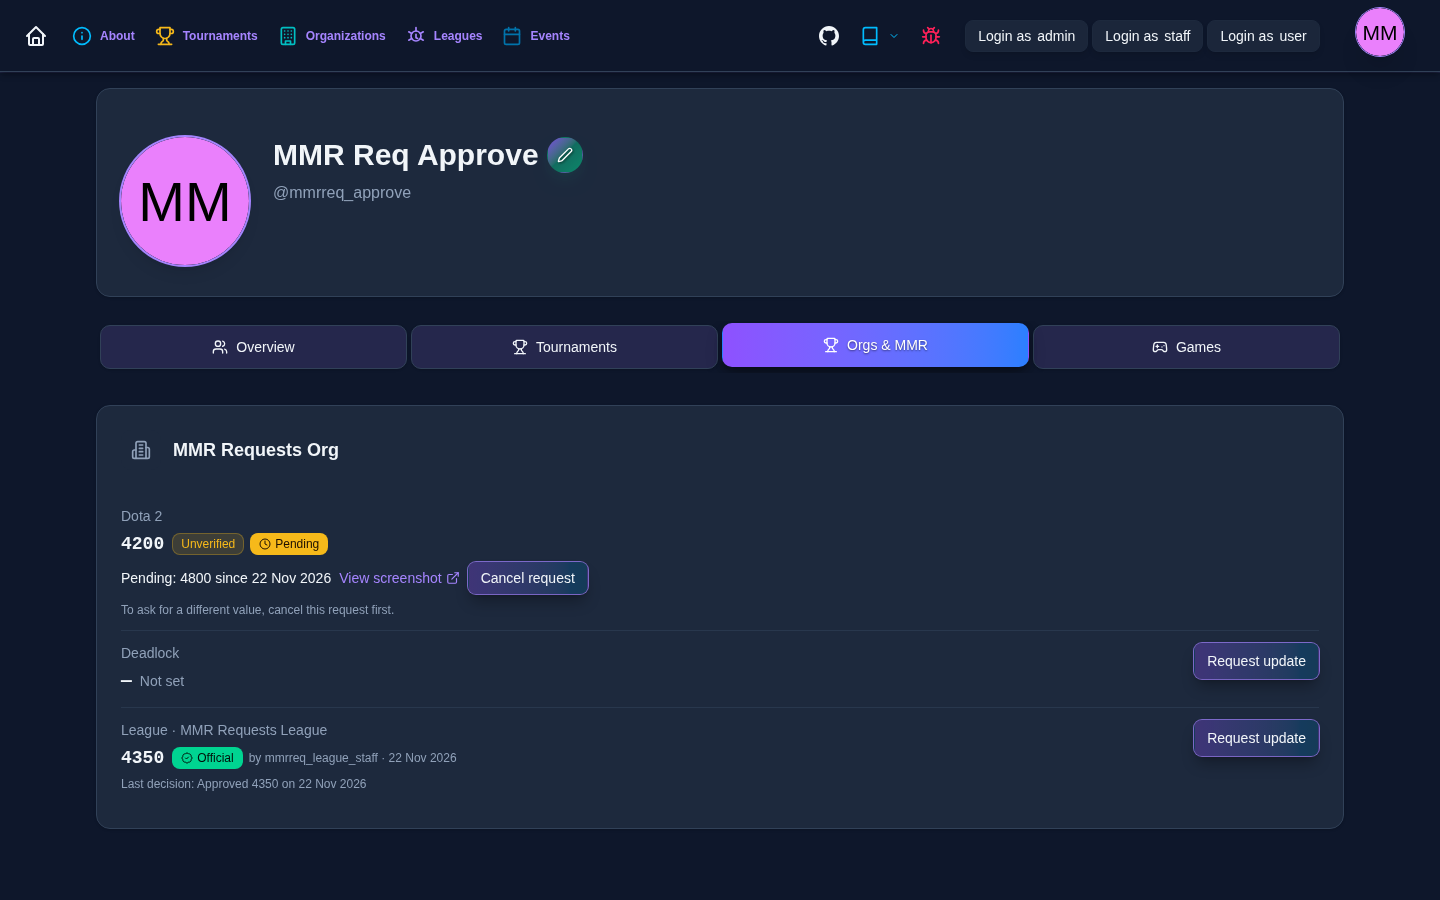 About Tournaments Organizations Leagues Events Login as admin Login as staff Login as user MM
MM
MMR Req Approve
@mmrreq_approve
Overview Tournaments Orgs & MMR Games
MMR Requests Org
Dota 2
4200 Unverified Pending
Pending: 4800 since 22 Nov 2026 View screenshot Cancel request
To ask for a different value, cancel this request first.
Deadlock
— Not set
Request update
League · MMR Requests League
4350 Official by mmrreq_league_staff · 22 Nov 2026
Request update
Last decision: Approved 4350 on 22 Nov 2026